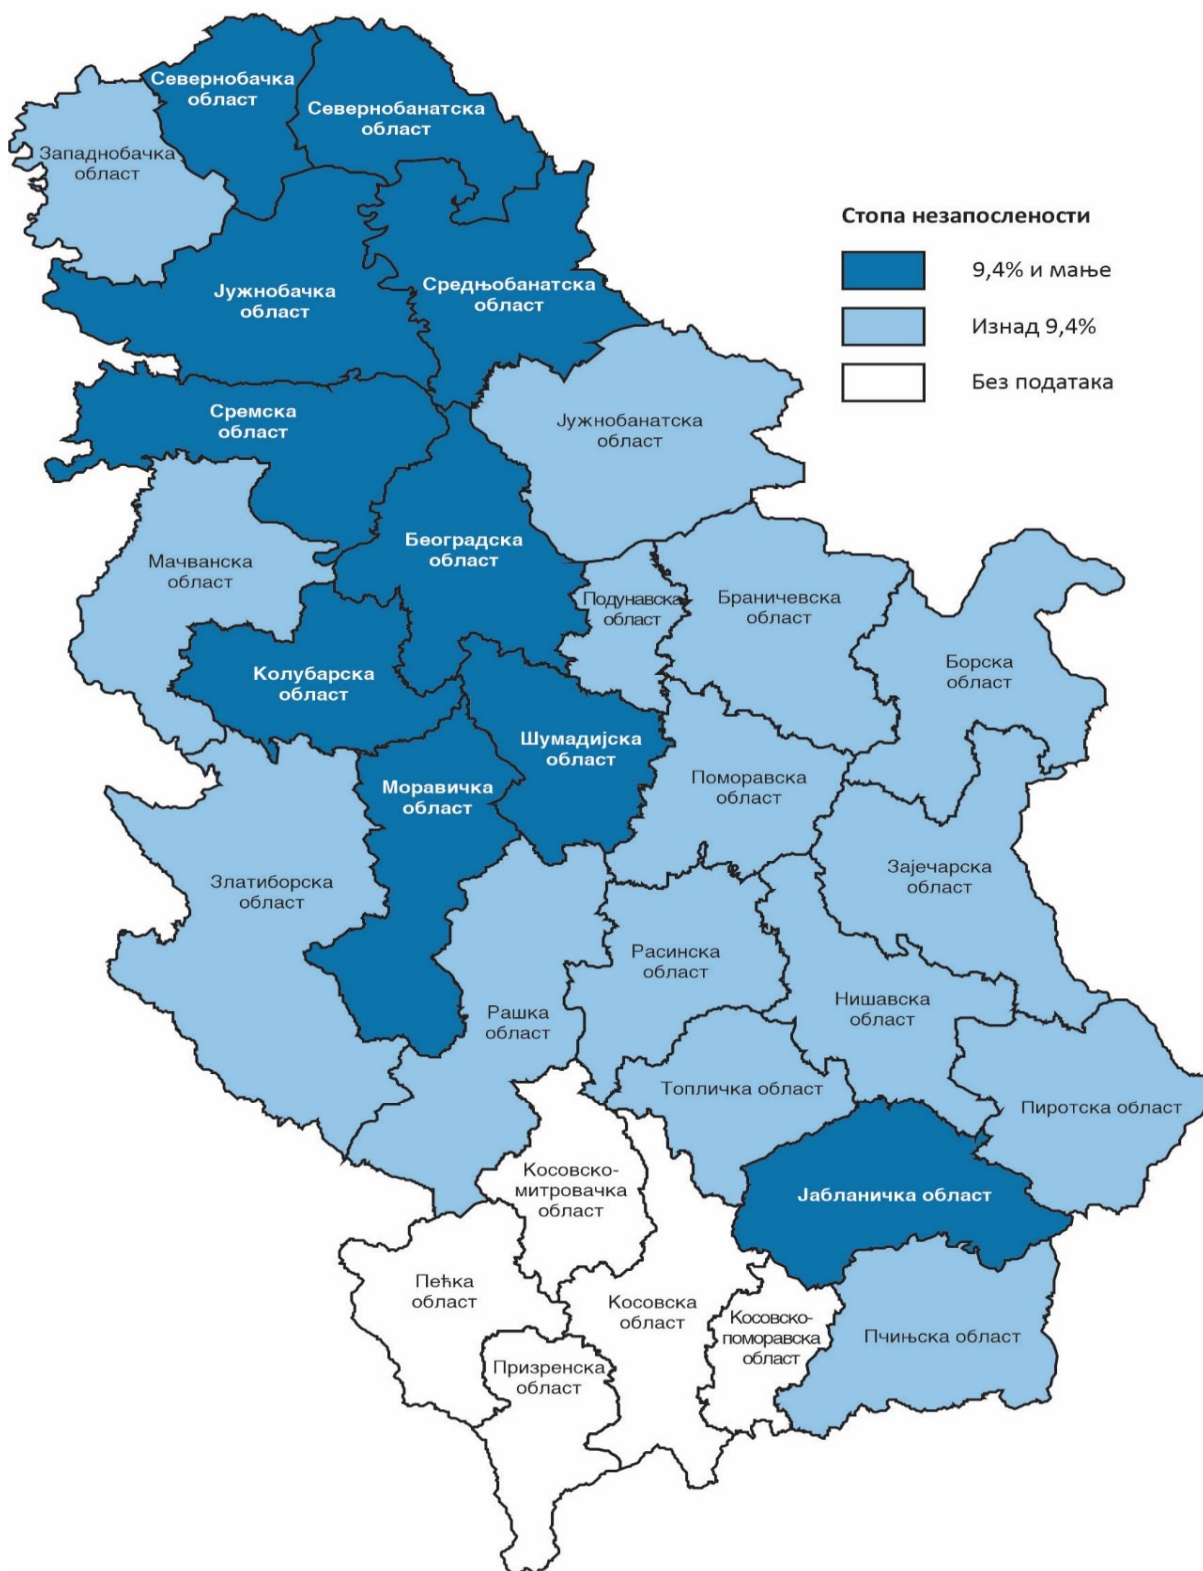 Севернобачка
област
Севернобанатска
област
Западнобачка
област
Стопа незапослености
9,4% и мање
Изнад 9,4%
Без података
Јужнобачка
област
Средњобанатска
област
Сремска
област
Јужнобанатска
област
Београдска
област
Мачванска
област
Подунавска
област
Браничевска
област
Борска
област
Колубарска
област
Шумадијска
област
Моравичка
област
Поморавска
област
Златиборска
област
Зајечарска
област
Расинска
област
Нишавска
област
Рашка
област
Топличка област
Пиротска област
Косовско-
митровачка
област
Јабланичка област
Пећка
област
Косовска
област
Косовско-
поморавска
област
Пчињска област
Призренска
област